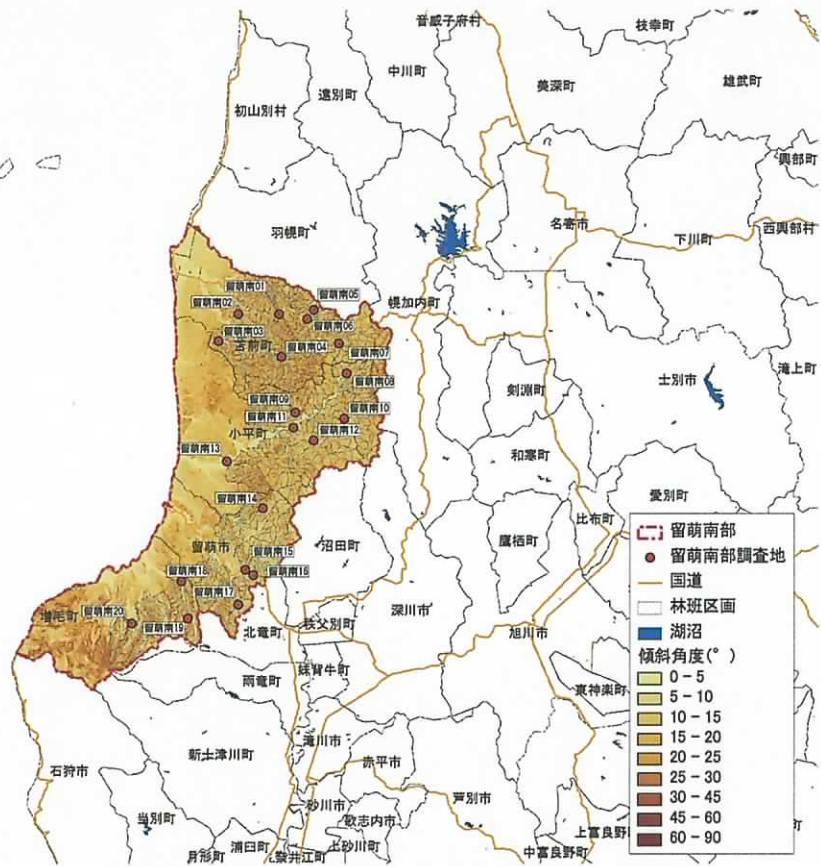 音威子府村
枝幸町
中川町
美深町
雄武町
遠別町
初山別村
興部町
羽幌町
名寄市
下川町
西興部村
留萌南01
留萌南05
留萌南02
幌加内町
留萌南06
留萌南03
苫前町
留萌南04
留萌南07
滝上町
留萌南08
士別市
剣淵町
留萌南09
留萌南10
留萌南11
小平町
留萌南12
和寒町
留萌南13
愛別町
留萌南14
比布町
鷹栖町
沼田町
留萌市
留萌南15
留萌南16
留萌南18
留萌南17
深川市
増毛町
留萌南20
留萌南19
北竜町
秩父別町
旭川市
妹背牛町
雨竜町
東神楽町
滝川市
新十津川町
石狩市
赤平市
芦別市
砂川市
当別町
歌志内市
上富良野町
浦臼町
上砂川町
月形町
奈井江町
中富良野町
町
留萌南部
留萌南部調査地
国道
林班区画
湖沼
傾斜角度(°)
0 - 5
5 - 10
10 - 15
15 - 20
20 - 25
25 - 30
30 - 45
45 - 60
60 - 90